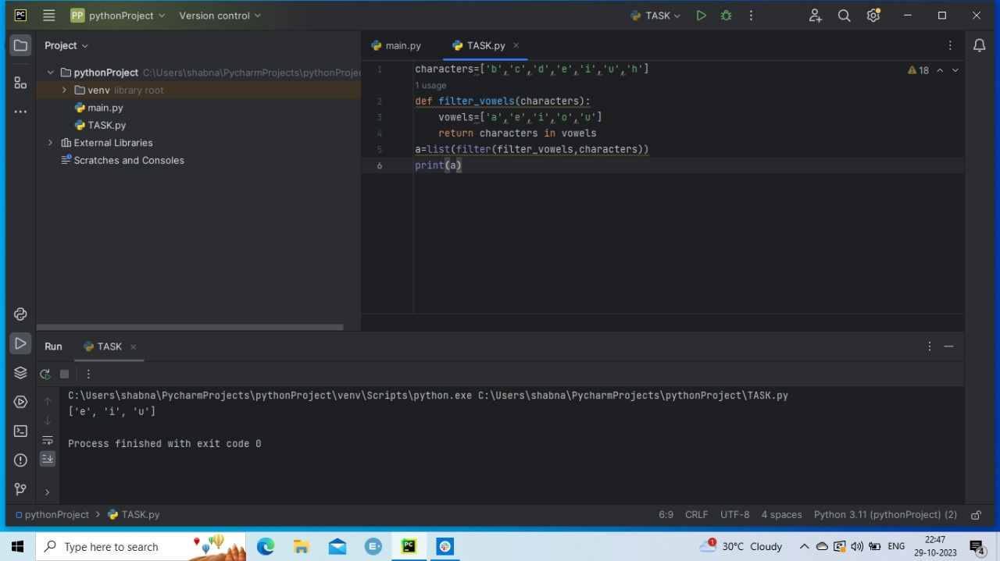 PC PP pythonProject Version control TASK
Project main.py TASK.py
pythonProject C:\Users\shabna\PycharmProjects\pythonProjec
venv library root
main.py
TASK.py
External Libraries
Scratches and Consoles
18
1 characters=['b','c','d','e','i','u','h']
1 usage
2 def filter_vowels(characters):
3 vowels=['a','e','i','o','u']
4 return characters in vowels
5 a=list(filter(filter_vowels,characters))
6 print(a)
Run TASK
C:\Users\shabna\PycharmProjects\pythonProject\venv\Scripts\python.exe C:\Users\shabna\PycharmProjects\pythonProject\TASK.py
['e', 'i', 'u']
Process finished with exit code 0
pythonProject TASK.py 6:9 CRLF UTF-8 4 spaces Python 3.11 (pythonProject) (2)
Type here to search E PC 1 30°C Cloudy ENG 22:47
29-10-2023 4